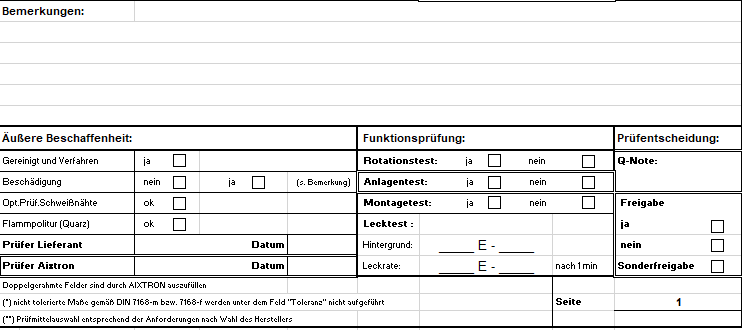 Bemerkungen:
Äußere Beschaffenheit: Funktionsprüfung: Prüfentscheidung:
Gereinigt und Verfahren ja Rotationstest: ja nein Q-Note:
Beschädigung nein ja (s. Bemerkung) Anlagentest: ja nein
Opt.Prüf.Schweißnähte ok Montagetest: ja nein Freigabe
Flammpolitur (Quarz) ok Lecktest : ja
Prüfer Lieferant Datum Hintergrund: _____ E - _____ nein
Prüfer Aixtron Datum Leckrate: _____ E - _____ nach 1 min Sonderfreigabe
Doppelgerahmte Felder sind durch AIXTRON auszufüllen
(*) nicht tolerierte Maße gemäß DIN 7168-m bzw. 7168-f werden unter dem Feld "Toleranz" nicht aufgeführt Seite 1
(**) Prüfmittelauswahl entsprechend der Anforderungen nach Wahl des Herstellers